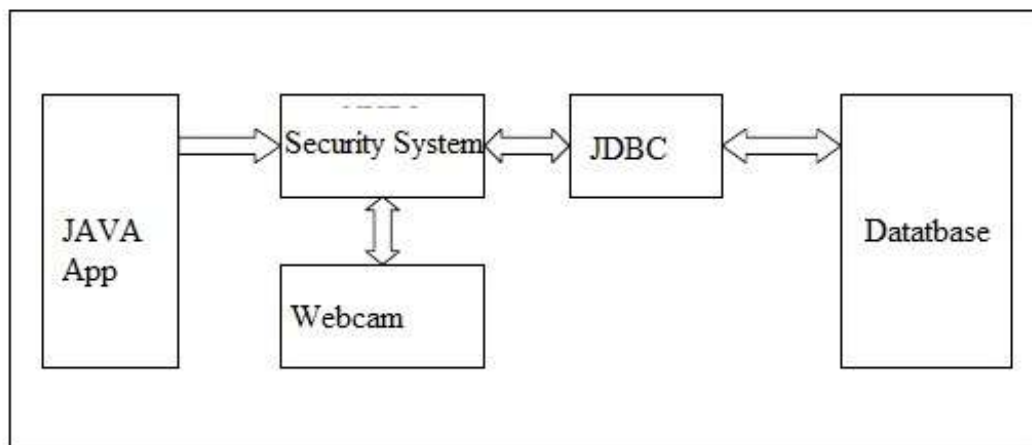 JAVA
App
Security System
JDBC
Webcam
Datatbase